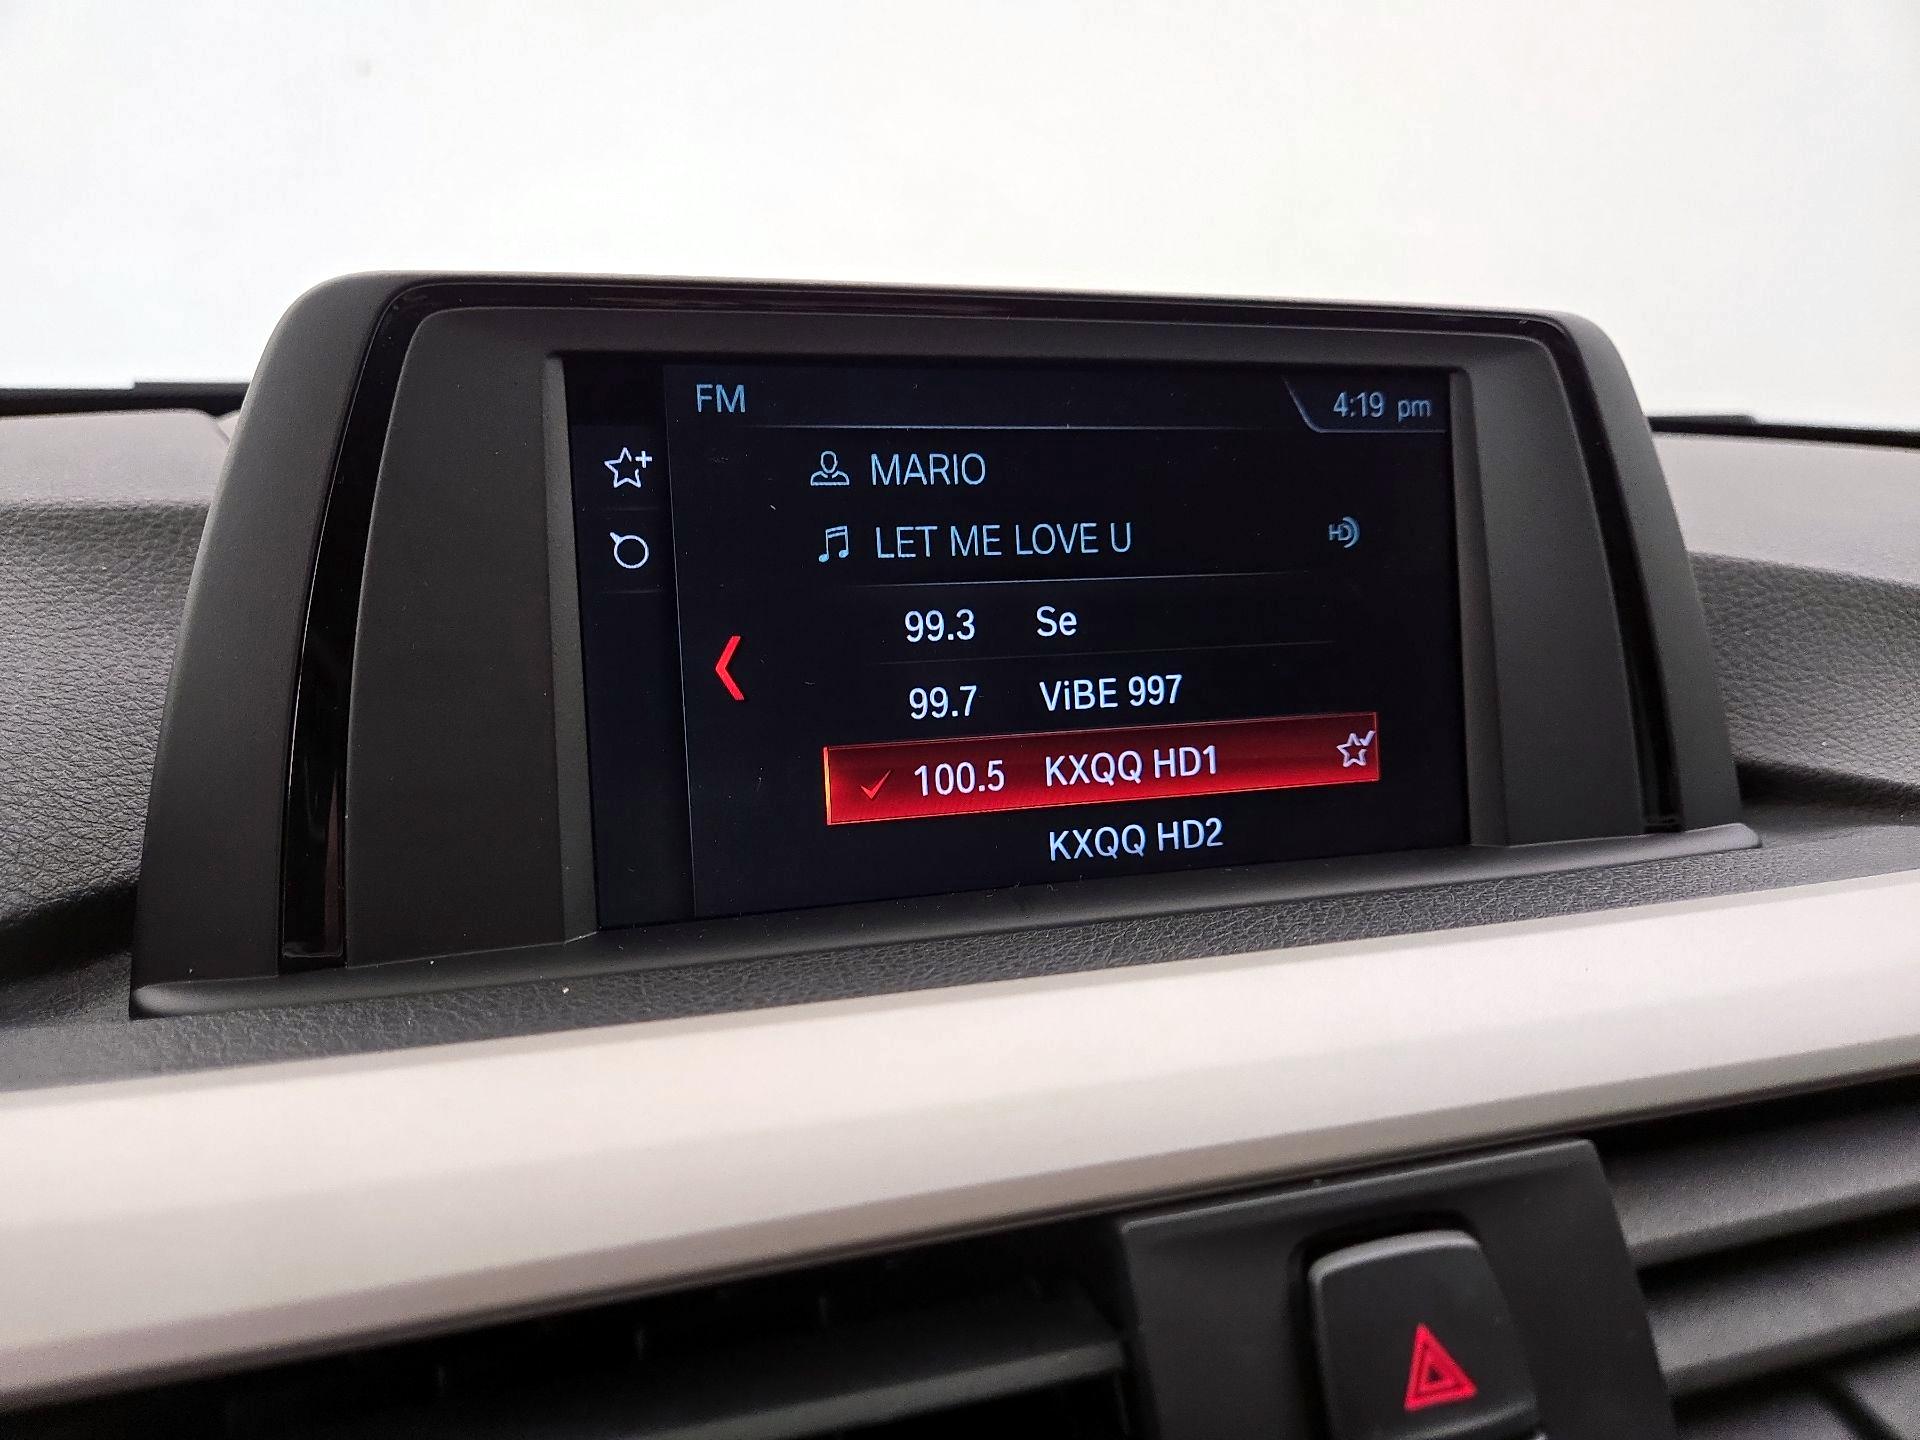 FM
4:19 pm
MARIO
LET ME LOVE U
HD
99.3 Se
99.7 ViBE 997
100.5 KXQQ HD1
KXQQ HD2